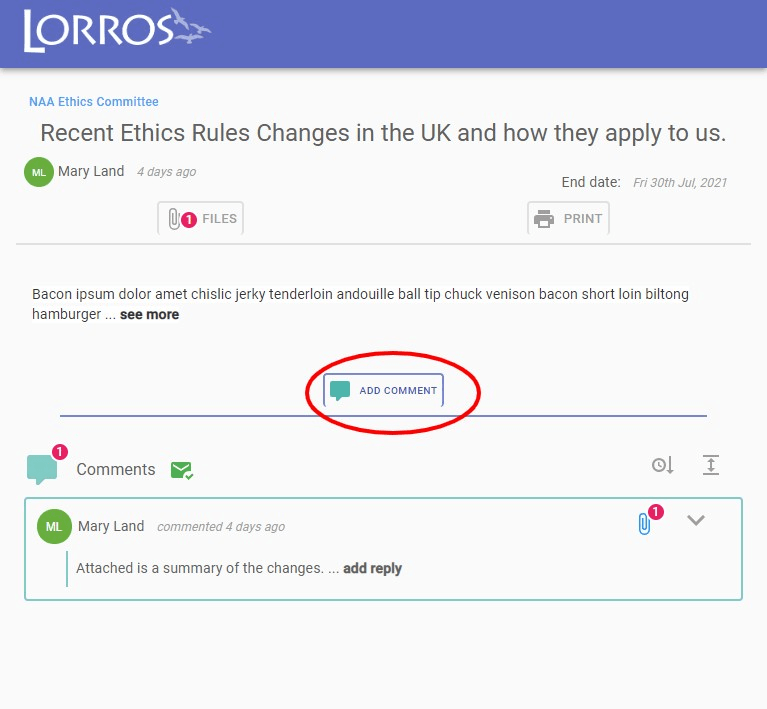 LORROS
NAA Ethics Committee
Recent Ethics Rules Changes in the UK and how they apply to us.
ML Mary Land 4 days ago
End date: Fri 30th Jul, 2021
1 FILES PRINT
Bacon ipsum dolor amet chislic jerky tenderloin andouille ball tip chuck venison bacon short loin biltong
hamburger ... see more
ADD COMMENT
1
Comments
ML Mary Land commented 4 days ago 1
Attached is a summary of the changes. ... add reply